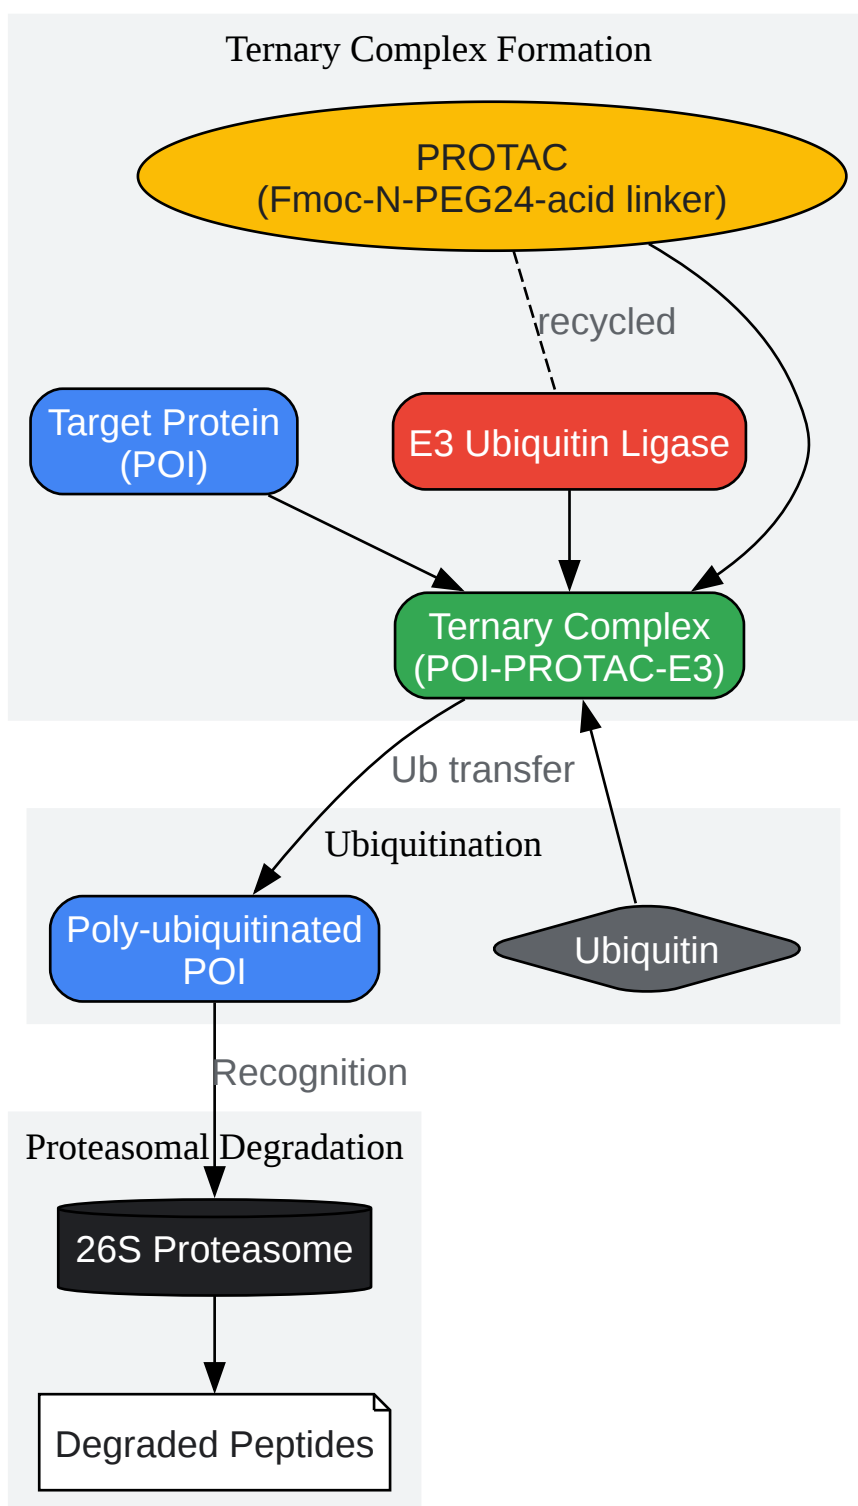 Ternary Complex Formation
PROTAC
(Fmoc-N-PEG24-acid linker)
recycled
Target Protein
(POI)
E3 Ubiquitin Ligase
Ternary Complex
(POI-PROTAC-E3)
Ub transfer
Ubiquitination
Poly-ubiquitinated
POI
Ubiquitin
Recognition
Proteasomal Degradation
26S Proteasome
Degraded Peptides